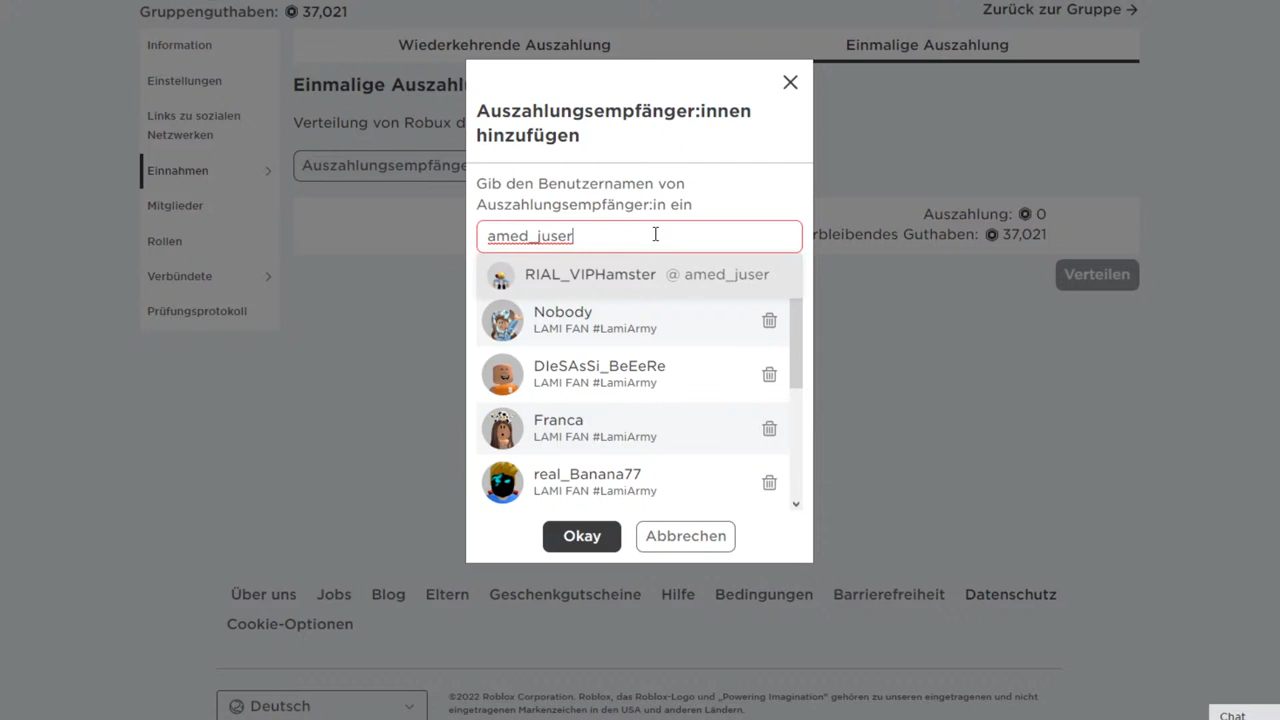 Gruppenguthaben: 37,021
Zurück zur Gruppe →
Information
Einstellungen
Links zu sozialen
Netzwerken
Einnahmen
Mitglieder
Rollen
Verbündete
Prüfungsprotokoll
Wiederkehrende Auszahlung
Einmalige Auszahlung
Einmalige Auszahl
Verteilung von Robux d
Auszahlungsempfänge
Auszahlung: 0
rbleibendes Guthaben: 37,021
Verteilen
Auszahlungsempfänger:innen
hinzufügen
Gib den Benutzernamen von
Auszahlungsempfänger:in ein
amed_juser
RIAL_VIPHamster @ amed_juser
Nobody
LAMI FAN #LamiArmy
DIeSAsSi_BeEeRe
LAMI FAN #LamiArmy
Franca
LAMI FAN #LamiArmy
real_Banana77
LAMI FAN #LamiArmy
Okay
Abbrechen
Über uns Jobs Blog Eltern Geschenkgutscheine Hilfe Bedingungen Barrierefreiheit Datenschutz
Cookie-Optionen
Deutsch
©2022 Roblox Corporation. Roblox, das Roblox-Logo und „Powering Imagination" gehören zu unseren eingetragenen und nicht
eingetragenen Markenzeichen in den USA und anderen Ländern.
Chat